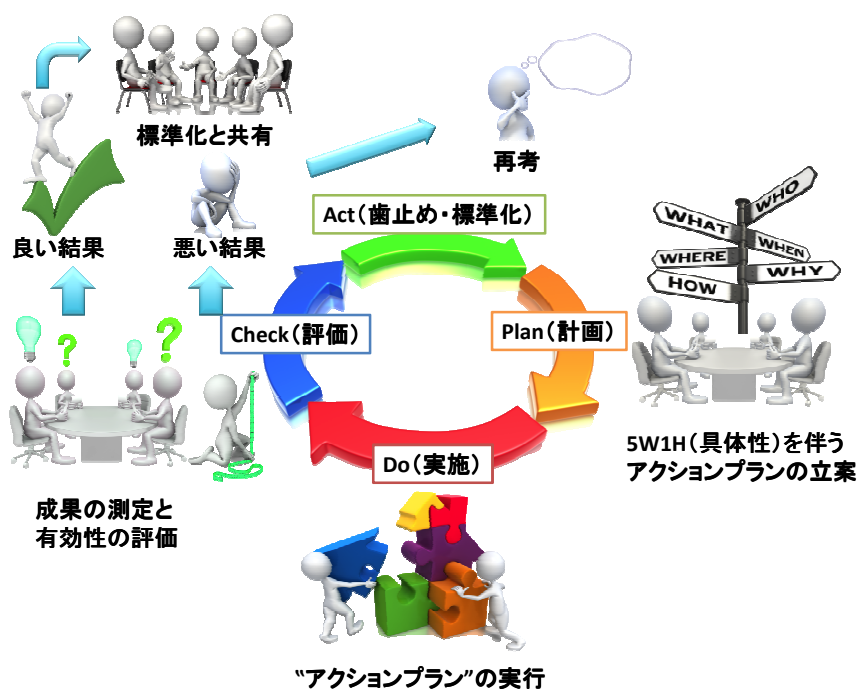 標準化と共有
再考
良い結果
悪い結果
Act（歯止め・標準化）
WHO
WHAT
WHEN
WHERE
WHY
HOW
Check（評価）
Plan（計画）
?
?
5W1H（具体性）を伴う
アクションプランの立案
Do（実施）
成果の測定と
有効性の評価
“アクションプラン”の実行